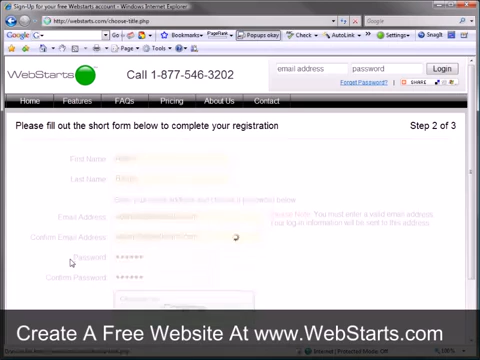 Sign-Up for your free Webstarts account - Windows Internet Explorer
http://webstarts.com/choose-title.php
Google
Google
Bookmarks
PageRank
Popups okay
Check
AutoLink
Settings
SnagIt
Page
Tools
WebStarts
Call 1-877-546-3202
email address
password
Login
Forgot Password?
SHARE
Home
Features
FAQs
Pricing
About Us
Contact
Please fill out the short form below to complete your registration
Step 2 of 3
First Name
Last Name
Email Address
Please Note: You must enter a valid email address.
Your log in information will be sent to this address.
Confirm Email Address
Password
Confirm Password
Create A Free Website At www.WebStarts.com
Internet | Protected Mode: Off
100%